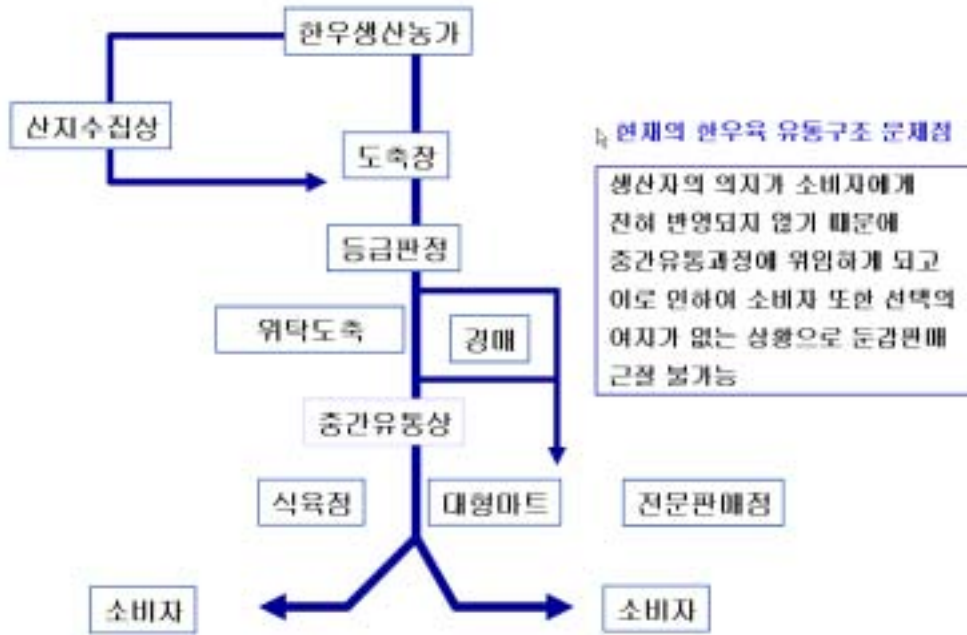 한우생산농가
산지수집상
도축장
등급판정
위탁도축
경매
중간유통상
식육점
대형마트
전문판매점
소비자
소비자
현재의 한우육 유통구조 문제점
생산자의 의지가 소비자에게
전혀 반영되지 않기 때문에
중간유통과정에 위임하게 되고
이로 인하여 소비자 또한 선택의
여지가 없는 상황으로 둔갑판매
근절 불가능